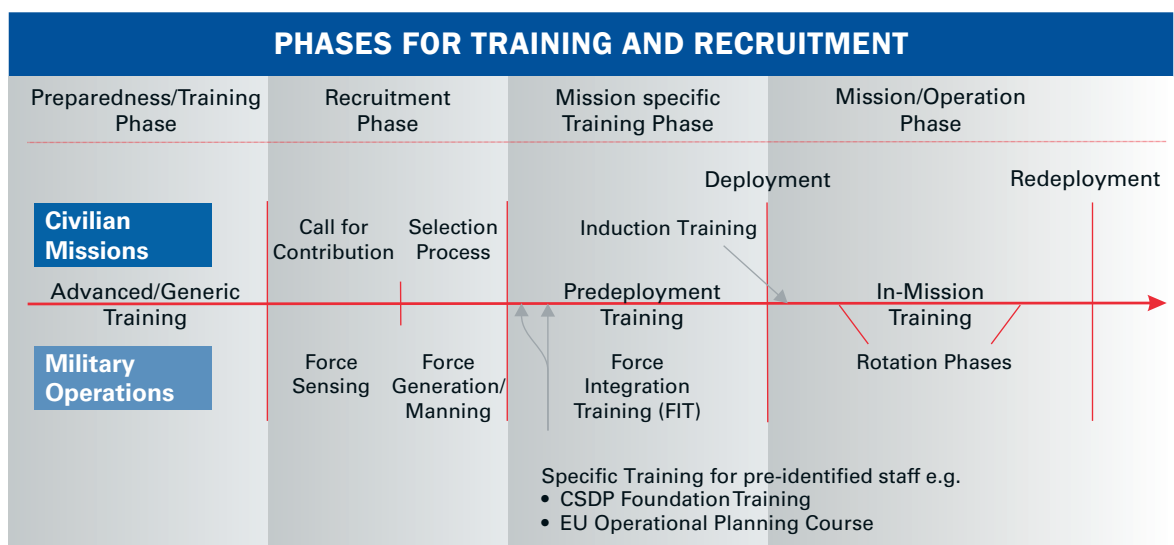 PHASES FOR TRAINING AND RECRUITMENT
Preparedness/Training
Phase
Recruitment
Phase
Mission specific
Training Phase
Mission/Operation
Phase
Deployment
Redeployment
Civilian
Missions
Call for
Contribution
Selection
Process
Induction Training
Advanced/Generic
Training
Predeployment
Training
In-Mission
Training
Rotation Phases
Military
Operations
Force
Sensing
Force
Generation/
Manning
Force
Integration
Training (FIT)
Specific Training for pre-identified staff e.g.
• CSDP Foundation Training
• EU Operational Planning Course